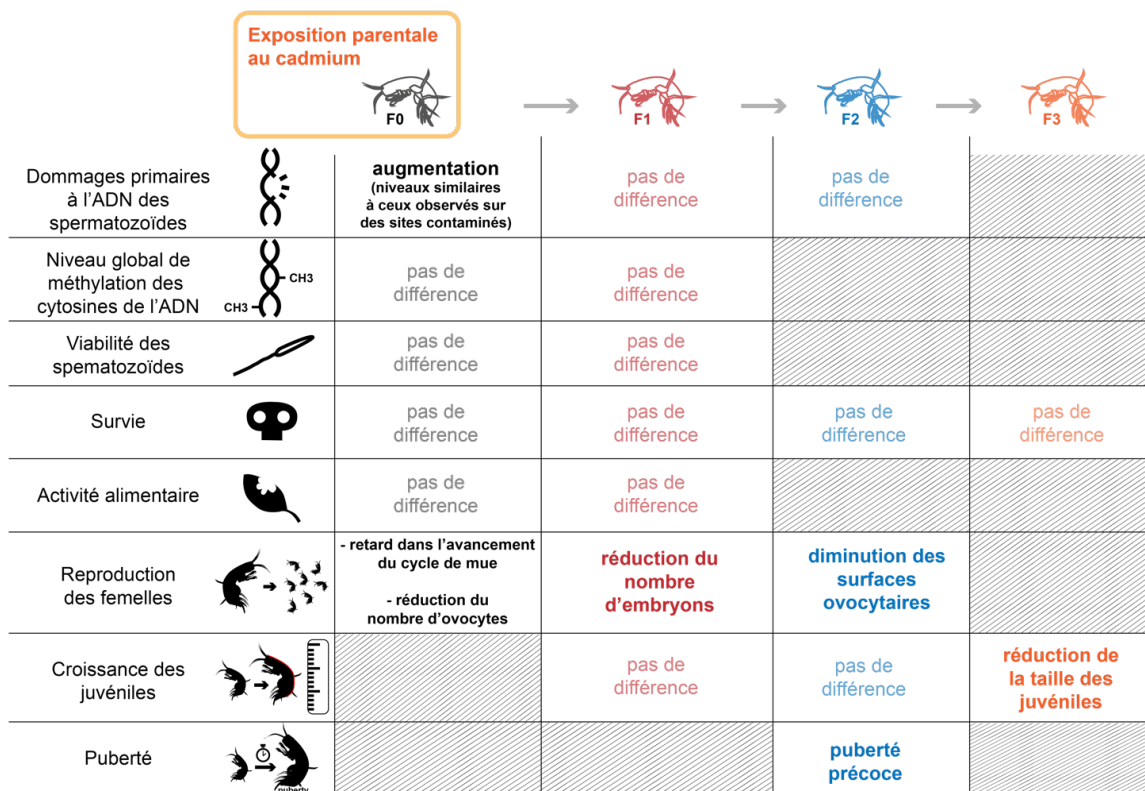 Exposition parentale
au cadmium
F0
F1
F2
F3
Dommages primaires
à l'ADN des
spermatozoïdes
augmentation
(niveaux similaires
à ceux observés sur
des sites contaminés)
pas de
différence
pas de
différence
Niveau global de
méthylation des
cytosines de l'ADN
CH3
CH3
pas de
différence
pas de
différence
Viabilité des
spematozoïdes
pas de
différence
pas de
différence
Survie
pas de
différence
pas de
différence
pas de
différence
pas de
différence
Activité alimentaire
pas de
différence
pas de
différence
Reproduction
des femelles
- retard dans l'avancement
du cycle de mue
- réduction du
nombre d'ovocytes
réduction du
nombre
d'embryons
diminution des
surfaces
ovocytaires
Croissance des
juvéniles
pas de
différence
pas de
différence
réduction de
la taille des
juvéniles
Puberté
puberty
puberté
précoce